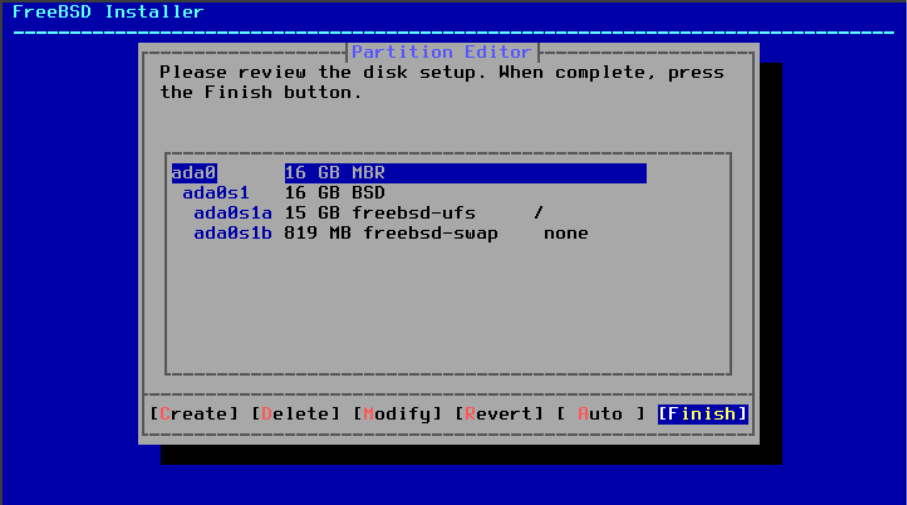 FreeBSD Installer
Partition Editor
Please review the disk setup. When complete, press
the Finish button.
ada0 16 GB MBR
ada0s1 16 GB BSD
ada0s1a 15 GB freebsd-ufs /
ada0s1b 819 MB freebsd-swap none
[Create] [Delete] [Modify] [Revert] [ Auto ] [Finish]